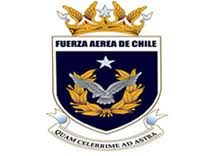 FUERZA AEREA DE CHILE
QUAM CELERRIME AD ASTRA